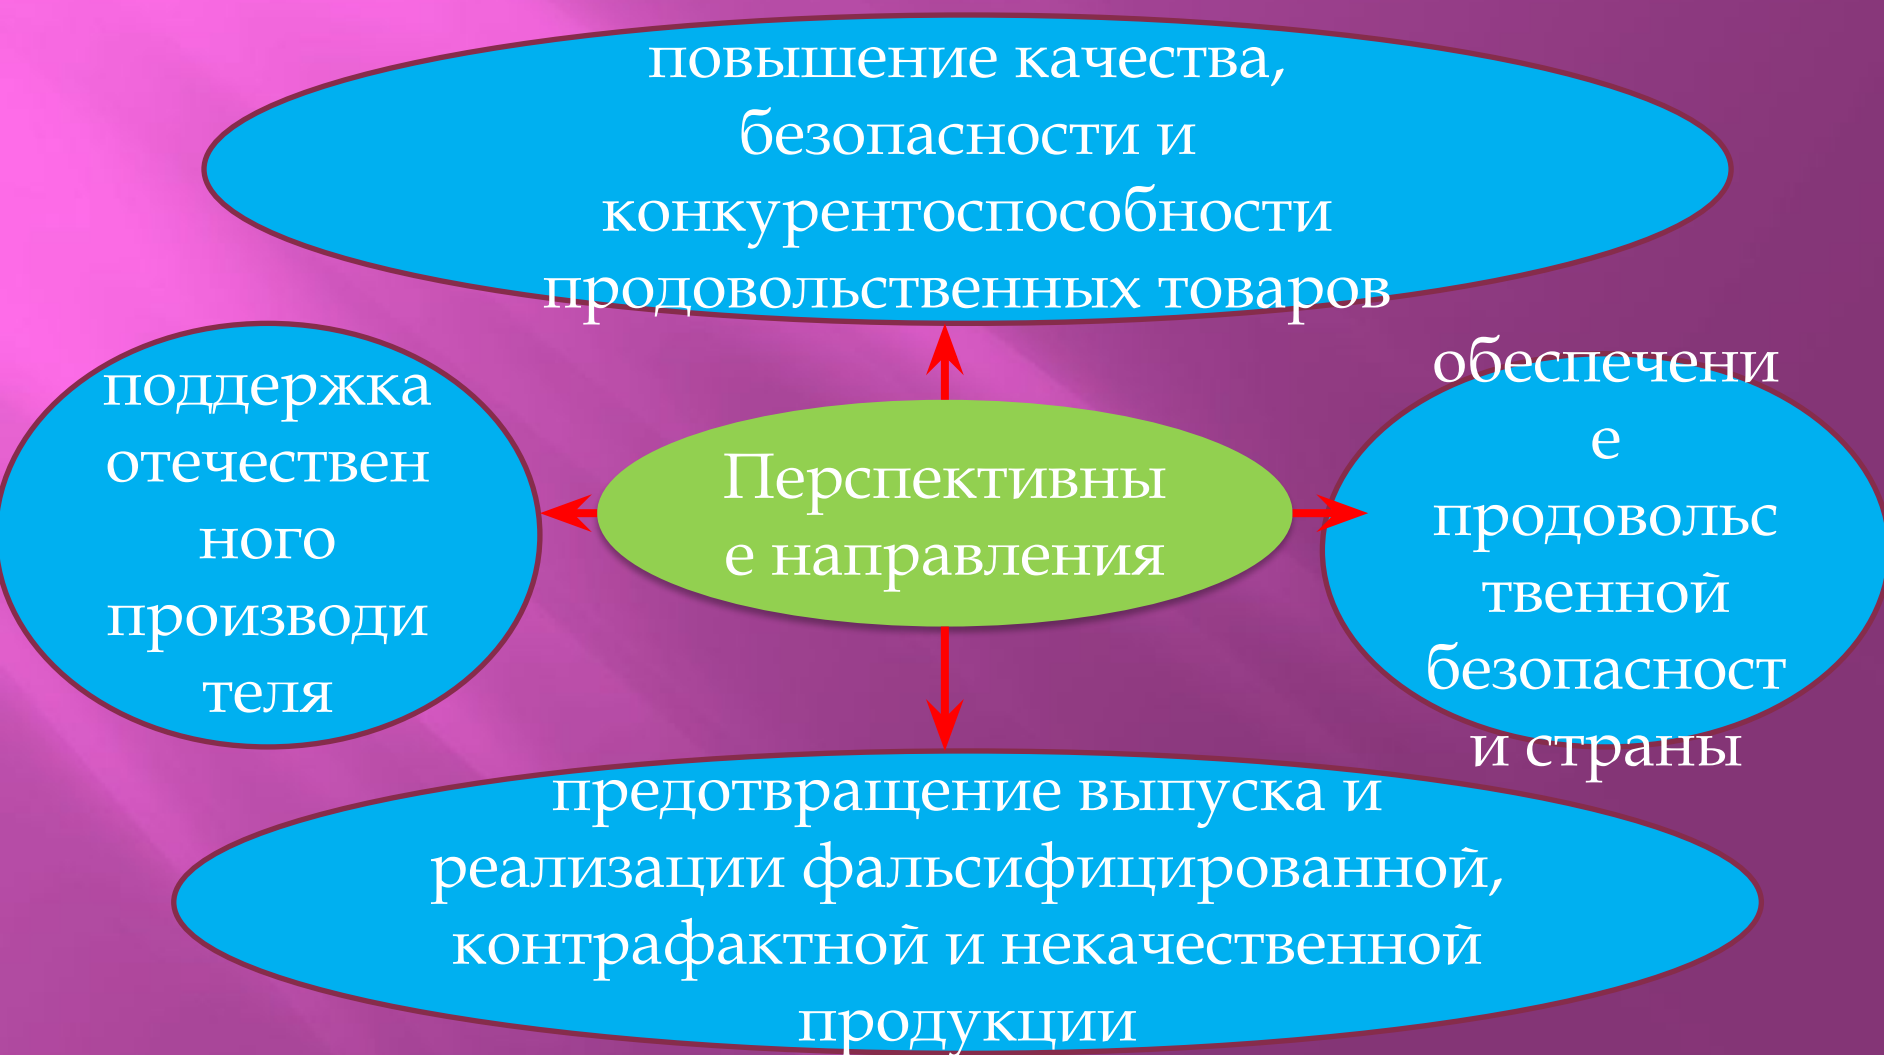 повышение качества,
безопасности и
конкурентоспособности
продовольственных товаров
поддержка
отечествен
ного
производи
теля
Перспективны
е направления
обеспечени
е
продовольс
твенной
безопасност
и страны
предотвращение выпуска и
реализации фальсифицированной,
контрафактной и некачественной
продукции